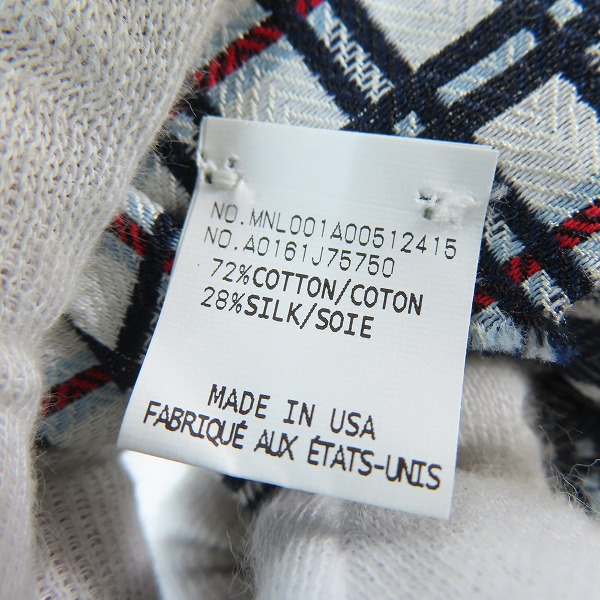 NO.MNL001A00512415
NO.A0161J75750
72%COTTON/COTON
28%SILK/SOIE
MADE IN USA
FABRIQUÉ AUX ÉTATS-UNIS